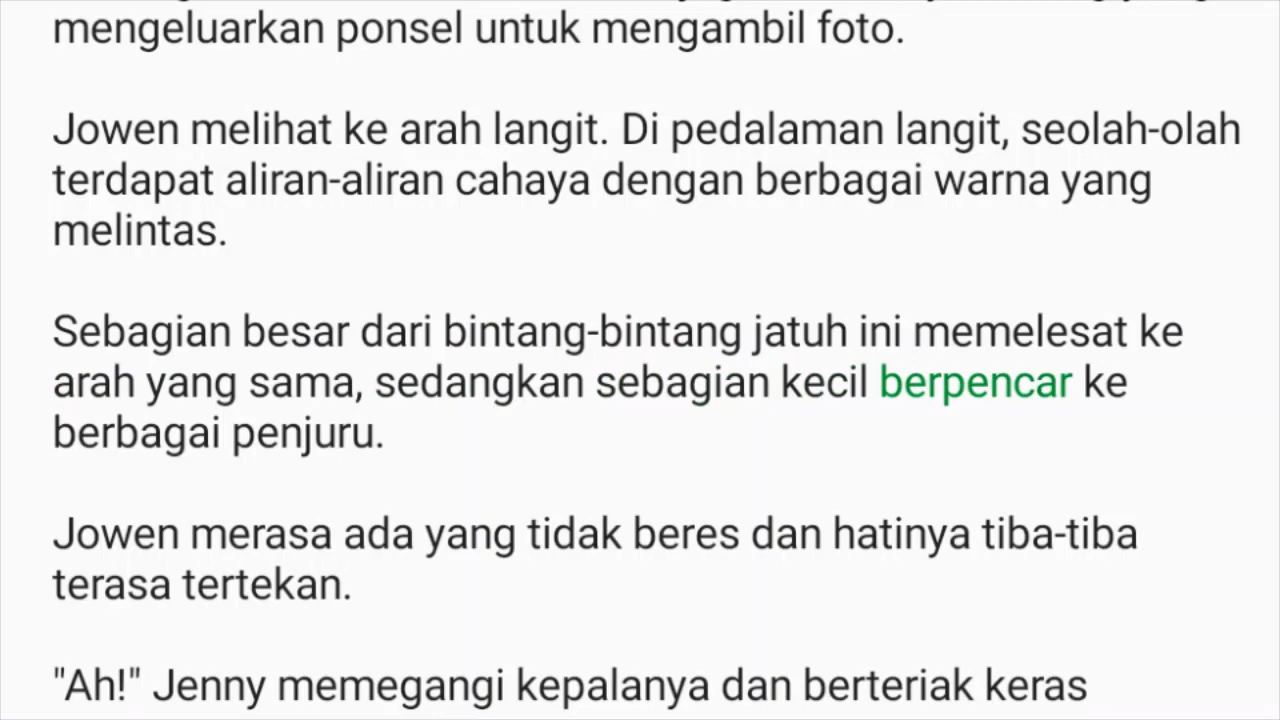 mengeluarkan ponsel untuk mengambil foto.
Jowen melihat ke arah langit. Di pedalaman langit, seolah-olah
terdapat aliran-aliran cahaya dengan berbagai warna yang
melintas.
Sebagian besar dari bintang-bintang jatuh ini memelesat ke
arah yang sama, sedangkan sebagian kecil berpencar ke
berbagai penjuru.
Jowen merasa ada yang tidak beres dan hatinya tiba-tiba
terasa tertekan.
"Ah!" Jenny memegangi kepalanya dan berteriak keras